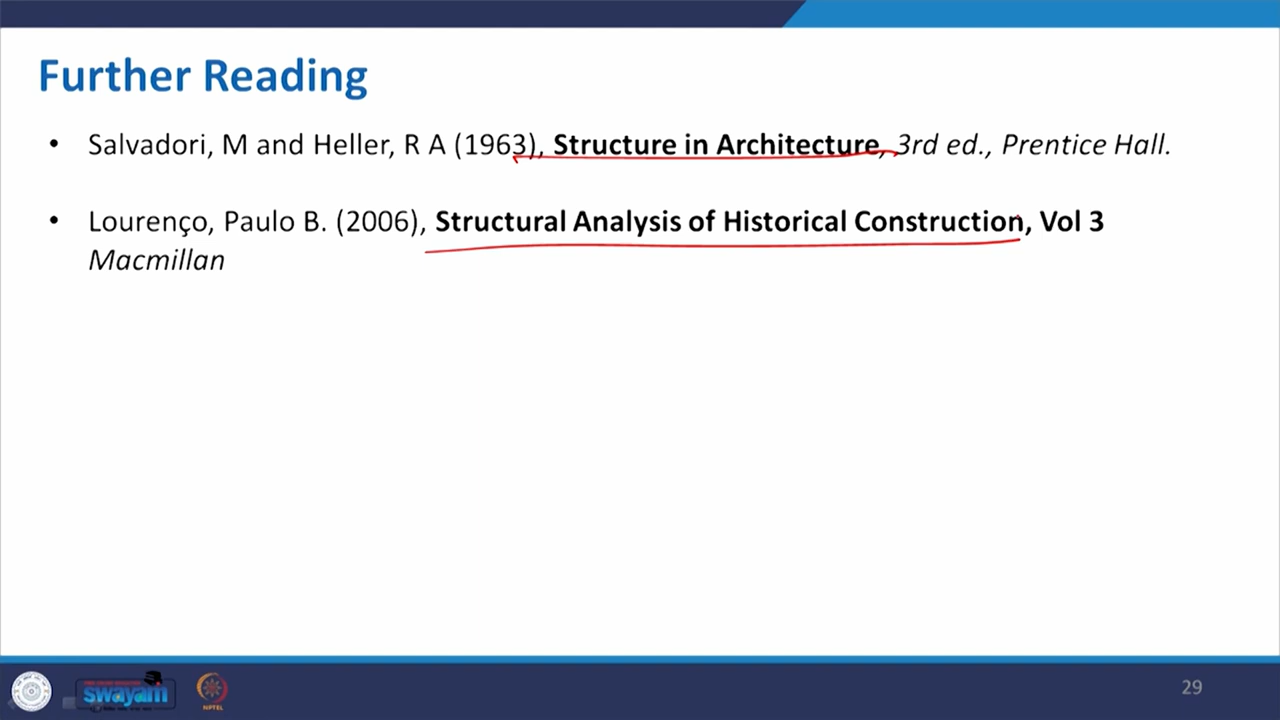 Further Reading
• Salvadori, M and Heller, R A (1963), Structure in Architecture, 3rd ed., Prentice Hall.
• Lourenço, Paulo B. (2006), Structural Analysis of Historical Construction, Vol 3
Macmillan
swayam
NPTEL
29